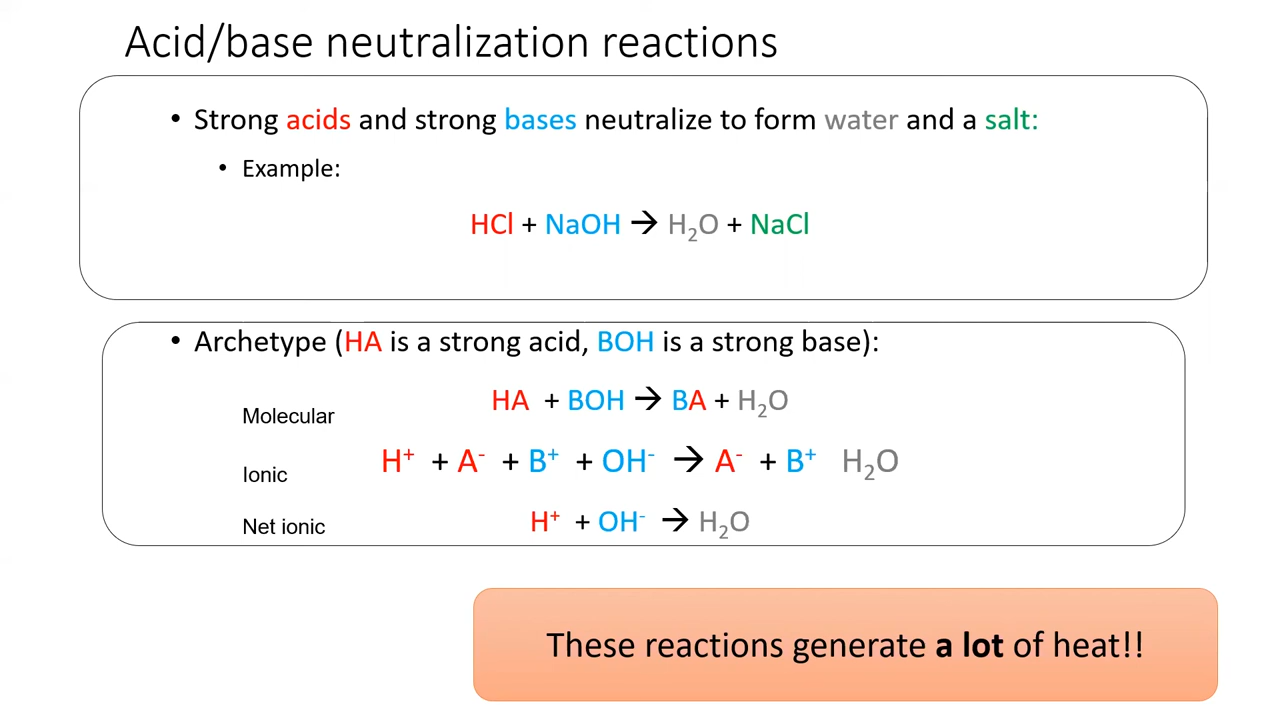 Acid/base neutralization reactions
• Strong acids and strong bases neutralize to form water and a salt:
• Example:
HCl + NaOH → H₂O + NaCl
• Archetype (HA is a strong acid, BOH is a strong base):
Molecular HA + BOH → BA + H₂O
Ionic H⁺ + A⁻ + B⁺ + OH⁻ → A⁻ + B⁺ H₂O
Net ionic H⁺ + OH⁻ → H₂O
These reactions generate a lot of heat!!